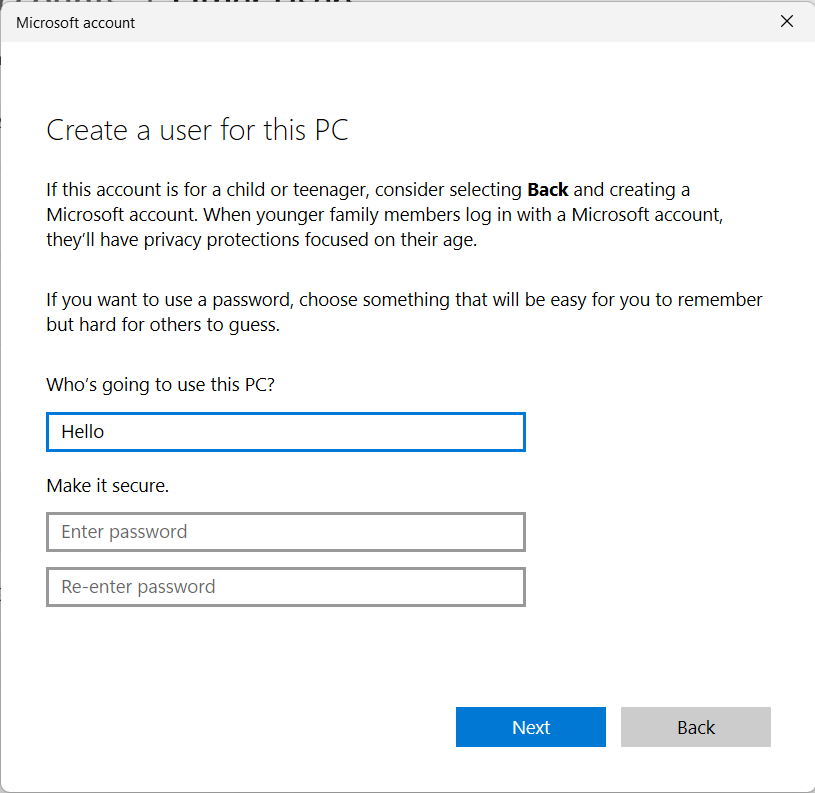 Microsoft account
Create a user for this PC
If this account is for a child or teenager, consider selecting Back and creating a
Microsoft account. When younger family members log in with a Microsoft account,
they’ll have privacy protections focused on their age.
If you want to use a password, choose something that will be easy for you to remember
but hard for others to guess.
Who’s going to use this PC?
Hello
Make it secure.
Enter password
Re-enter password
Next
Back